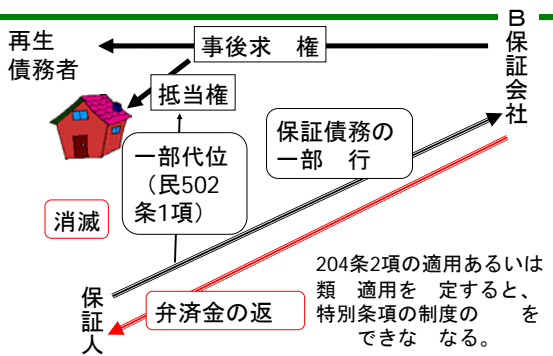 再生
債務者
事後求 権
B保証会社
抵当権
一部代位
（民502
条1項）
保証債務の
一部 行
消滅
保証人
弁済金の返
204条2項の適用あるいは
類 適用を 定すると、
特別条項の制度の を
できな なる。